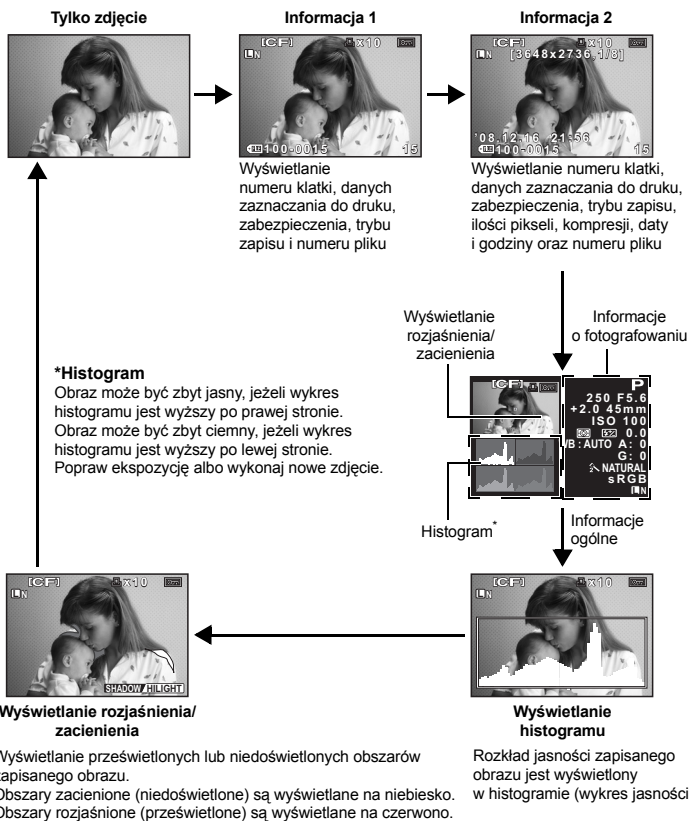 Tylko zdjęcie
Informacja 1
Informacja 2
[CF] x10
LN
100-0015 15
[CF] x10
LN [3648x2736,1/8]
'08.12.16 21:56
100-0015 15
Wyświetlanie
numeru klatki, danych
zaznaczania do druku,
zabezpieczenia, trybu
zapisu i numeru pliku
Wyświetlanie numeru klatki,
danych zaznaczania do druku,
zabezpieczenia, trybu zapisu,
ilości pikseli, kompresji, daty
i godziny oraz numeru pliku
Wyświetlanie
rozjaśnienia/
zacienienia
Informacje
o fotografowaniu
*Histogram
Obraz może być zbyt jasny, jeżeli wykres
histogramu jest wyższy po prawej stronie.
Obraz może być zbyt ciemny, jeżeli wykres
histogramu jest wyższy po lewej stronie.
Popraw ekspozycję albo wykonaj nowe zdjęcie.
[CF]
P
250 F5.6
+2.0 45mm
ISO 100
0.0
WB : AUTO A: 0
G: 0
NATURAL
sRGB
LN
Histogram*
Informacje
ogólne
[CF] x10
LN
SHADOW/HILIGHT
[CF] x10
LN
Wyświetlanie rozjaśnienia/
zacienienia
Wyświetlanie prześwietlonych lub niedoświetlonych obszarów
zapisanego obrazu.
Obszary zacienione (niedoświetlone) są wyświetlane na niebiesko.
Obszary rozjaśnione (prześwietlone) są wyświetlane na czerwono.
Wyświetlanie
histogramu
Rozkład jasności zapisanego
obrazu jest wyświetlony
w histogramie (wykres jasności